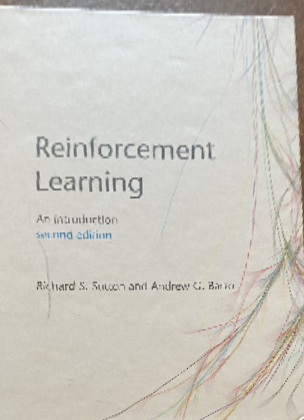 Reinforcement
Learning
An Introduction
second edition
Richard S. Sutton and Andrew G. Barto